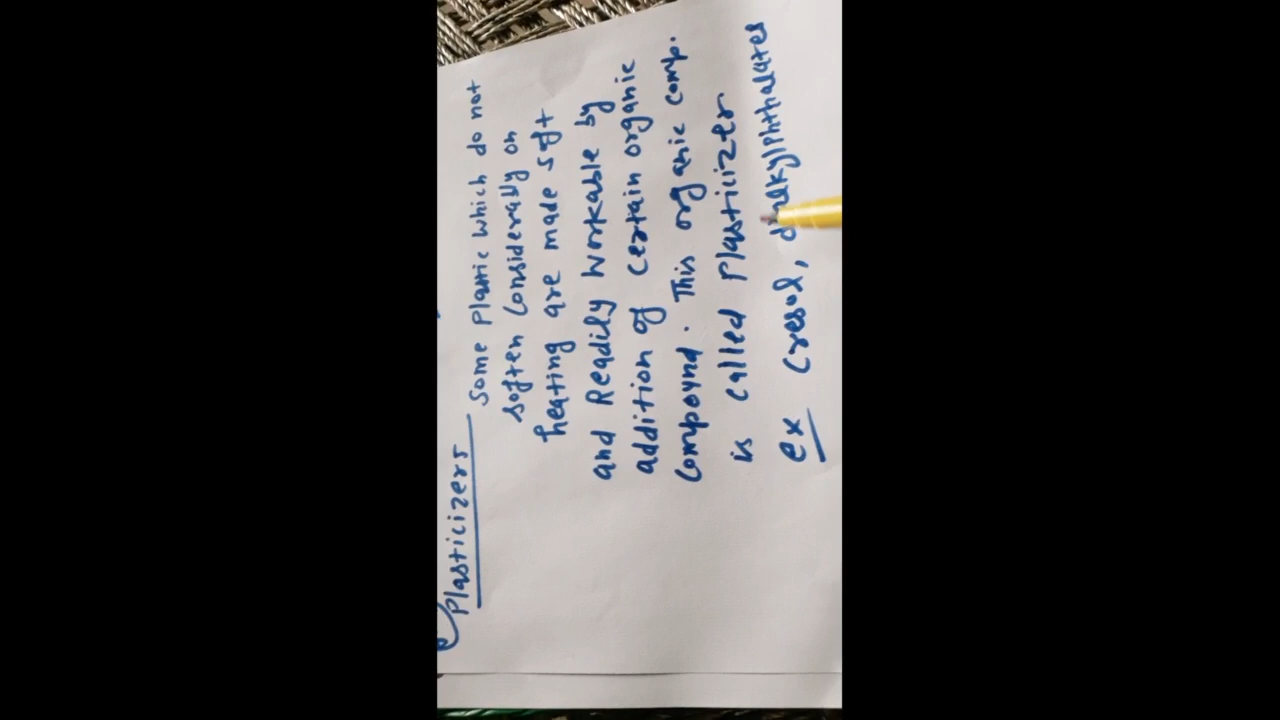 Plasticizers
Some Plastic which do not
soften Considerably on
heating are made soft
and Readily workable by
addition of certain organic
Compound. This organic comp.
is called Plasticizer
ex Cresol, dialkylPhthalates